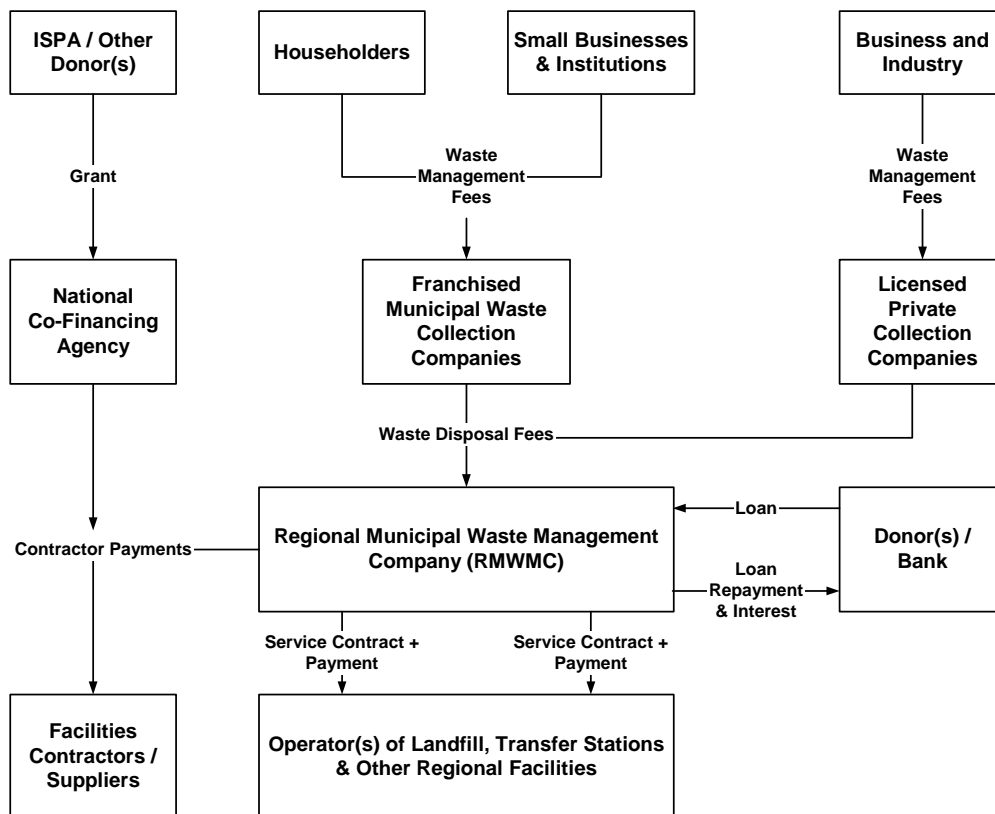 ISPA / Other
Donor(s)
Householders
Small Businesses
& Institutions
Business and
Industry
Grant
Waste
Management
Fees
Waste
Management
Fees
National
Co-Financing
Agency
Franchised
Municipal Waste
Collection
Companies
Licensed
Private
Collection
Companies
Waste Disposal Fees
Contractor Payments
Regional Municipal Waste Management
Company (RMWMC)
Loan
Loan
Repayment
& Interest
Donor(s) /
Bank
Service Contract +
Payment
Service Contract +
Payment
Facilities
Contractors /
Suppliers
Operator(s) of Landfill, Transfer Stations
& Other Regional Facilities